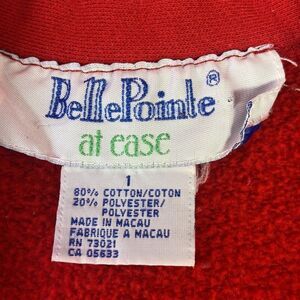 BellePointe®
at ease
1
80% COTTON/COTON
20% POLYESTER/
POLYESTER
MADE IN MACAU
FABRIQUE A MACAU
RN 73021
CA 05633